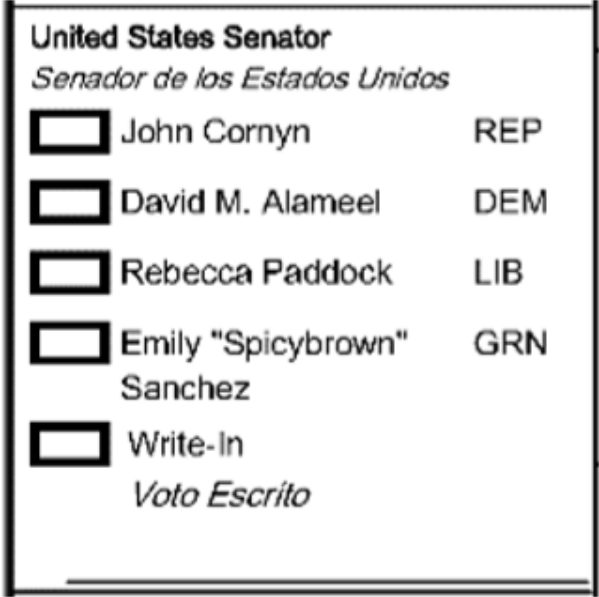 United States Senator
Senador de los Estados Unidos
John Cornyn REP
David M. Alameel DEM
Rebecca Paddock LIB
Emily "Spicybrown" GRN
Sanchez
Write-In
Voto Escrito